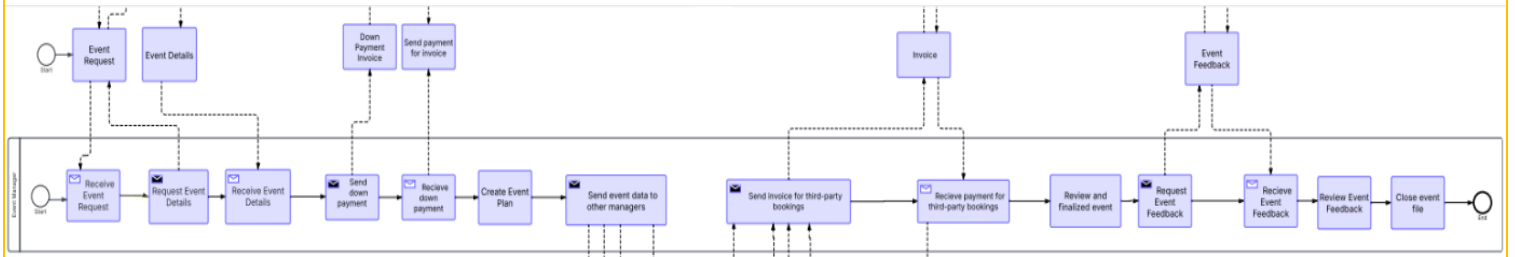 Event
Request
Event Details
Down
Payment
Invoice
Send payment
for invoice
Invoice
Event
Feedback
Start
Event Manager
Start
Receive
Event
Request
Request Event
Details
Receive Event
Details
Send
down
payment
Recieve
down
payment
Create Event
Plan
Send event data to
other managers
Send invoice for third-party
bookings
Recieve payment for
third-party bookings
Review and
finalized event
Request
Event
Feedback
Recieve
Event
Feedback
Review Event
Feedback
Close event
file
End